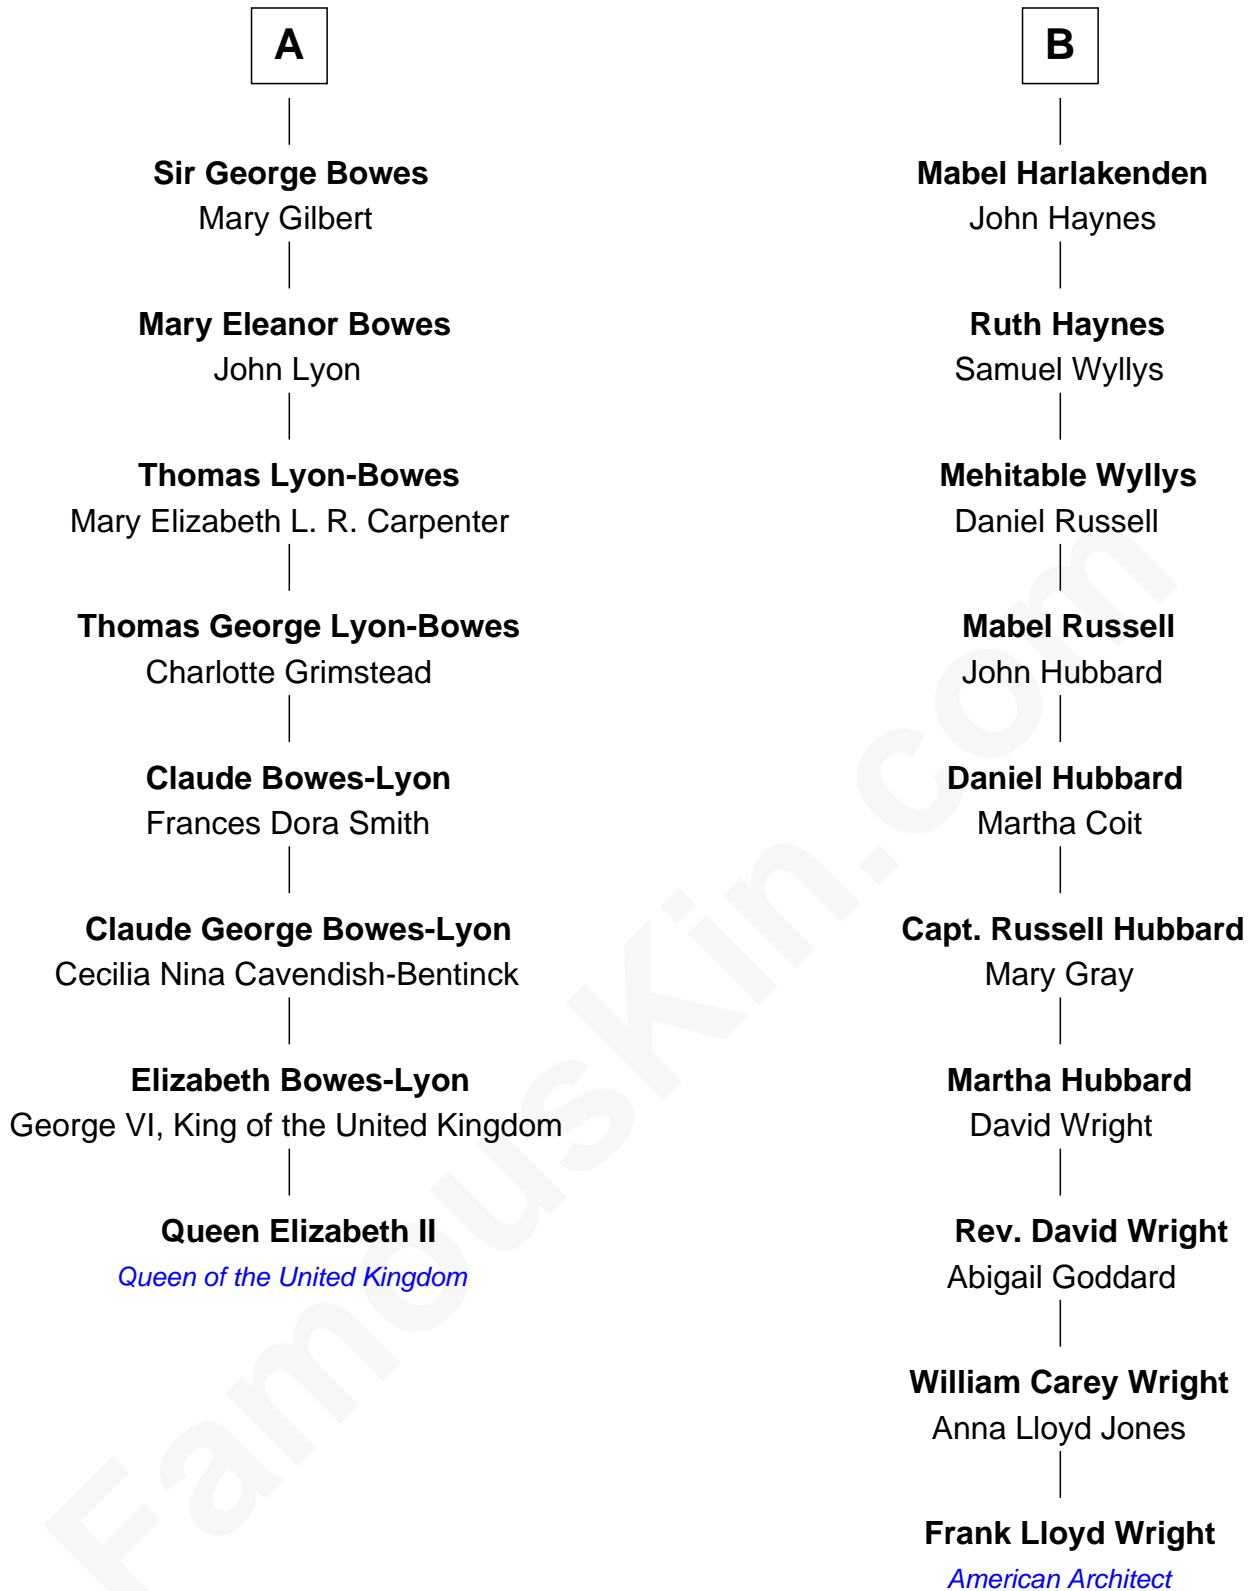 A
Sir George Bowes
Mary Gilbert
Mary Eleanor Bowes
John Lyon
Thomas Lyon-Bowes
Mary Elizabeth L. R. Carpenter
Thomas George Lyon-Bowes
Charlotte Grimstead
Claude Bowes-Lyon
Frances Dora Smith
Claude George Bowes-Lyon
Cecilia Nina Cavendish-Bentinck
Elizabeth Bowes-Lyon
George VI, King of the United Kingdom
Queen Elizabeth II
Queen of the United Kingdom
B
Mabel Harlakenden
John Haynes
Ruth Haynes
Samuel Wyllys
Mehitable Wyllys
Daniel Russell
Mabel Russell
John Hubbard
Daniel Hubbard
Martha Coit
Capt. Russell Hubbard
Mary Gray
Martha Hubbard
David Wright
Rev. David Wright
Abigail Goddard
William Carey Wright
Anna Lloyd Jones
Frank Lloyd Wright
American Architect
FamousKin.com